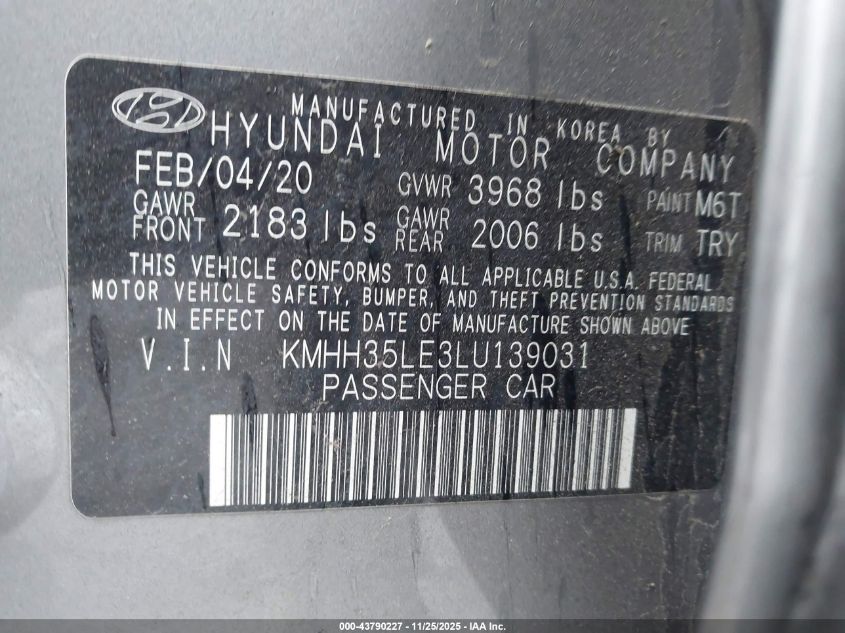 MANUFACTURED IN KOREA BY
HYUNDAI MOTOR COMPANY
FEB/04/20 GVWR 3968 lbs PAINT M6T
GAWR FRONT 2183 lbs GAWR REAR 2006 lbs TRIM TRY
THIS VEHICLE CONFORMS TO ALL APPLICABLE U.S.A. FEDERAL
MOTOR VEHICLE SAFETY, BUMPER, AND THEFT PREVENTION STANDARDS
IN EFFECT ON THE DATE OF MANUFACTURE SHOWN ABOVE
V.I.N KMHH35LE3LU139031
PASSENGER CAR
000-43790227 - 11/25/2025 - IAA Inc.